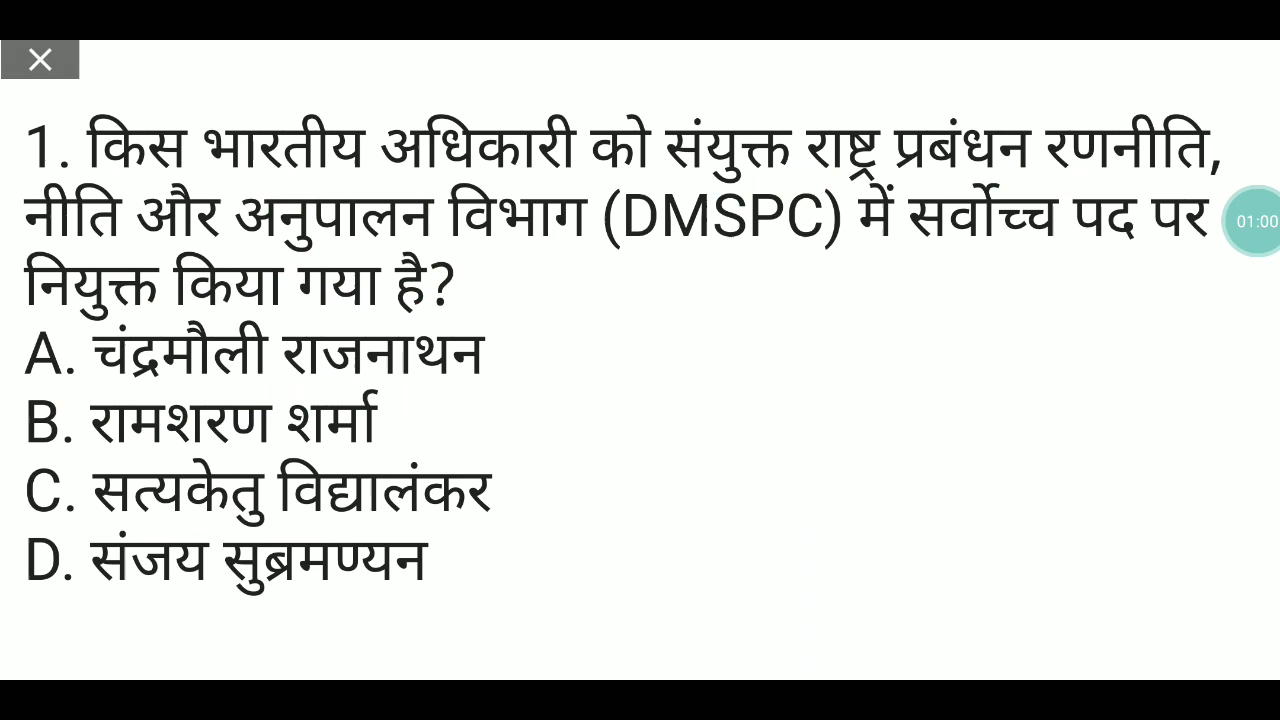 1. किस भारतीय अधिकारी को संयुक्त राष्ट्र प्रबंधन रणनीति,
नीति और अनुपालन विभाग (DMSPC) में सर्वोच्च पद पर
नियुक्त किया गया है?
A. चंद्रमौली राजनाथन
B. रामशरण शर्मा
C. सत्यकेतु विद्यालंकर
D. संजय सुब्रमण्यन
01:00